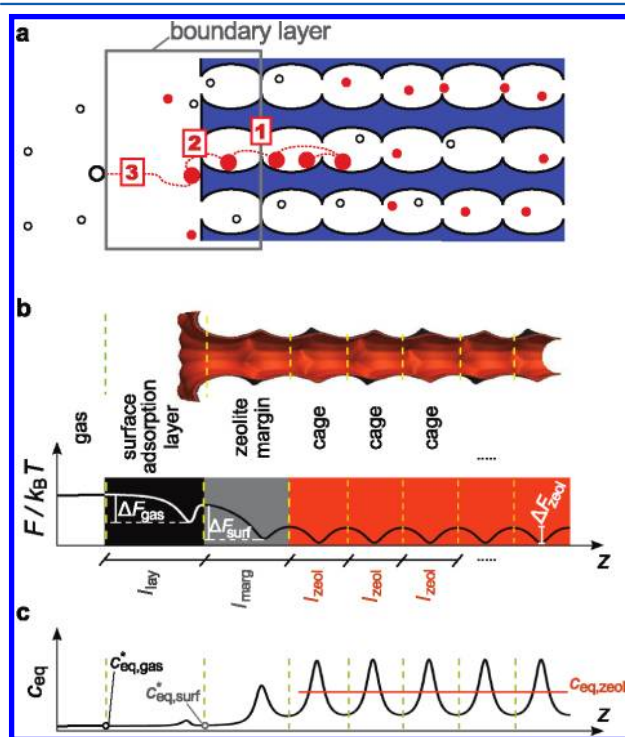 a
boundary layer
1
2
3
b
gas
surface
adsorption
layer
zeolite
margin
cage
cage
cage
.....
F / kBT
ΔFgas
ΔFsurf
ΔFzeol
z
llay
lmarg
lzeol
lzeol
lzeol
.....
c
ceq
c*eq,gas
c*eq,surf
ceq,zeol
z